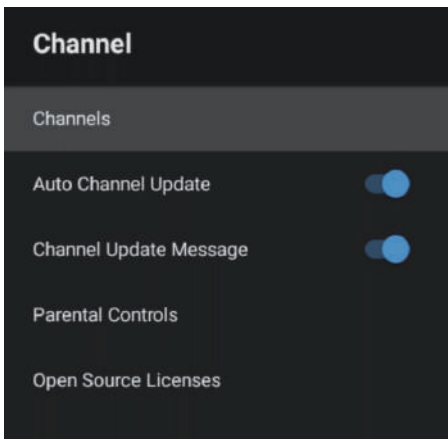 Channel
Channels
Auto Channel Update
Channel Update Message
Parental Controls
Open Source Licenses